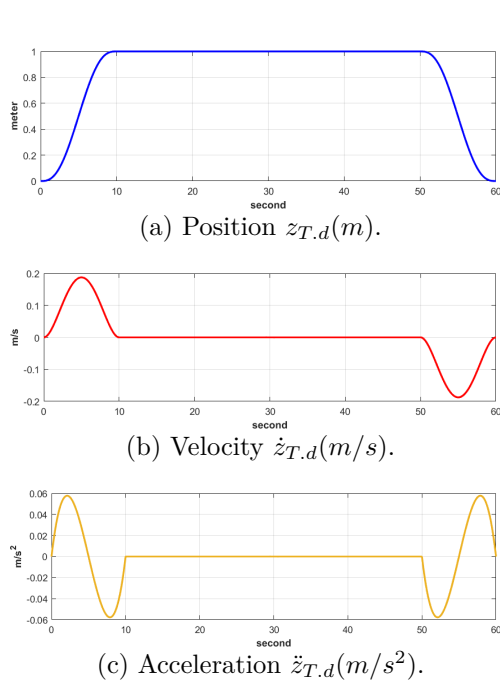 1
0.8
0.6
0.4
0.2
0
meter
0 10 20 30 40 50 60
second
(a) Position z_{T.d}(m).
0.2
0.1
0
-0.1
-0.2
m/s
0 10 20 30 40 50 60
second
(b) Velocity ż_{T.d}(m/s).
0.06
0.04
0.02
0
-0.02
-0.04
-0.06
m/s²
0 10 20 30 40 50 60
second
(c) Acceleration z̈_{T.d}(m/s²).